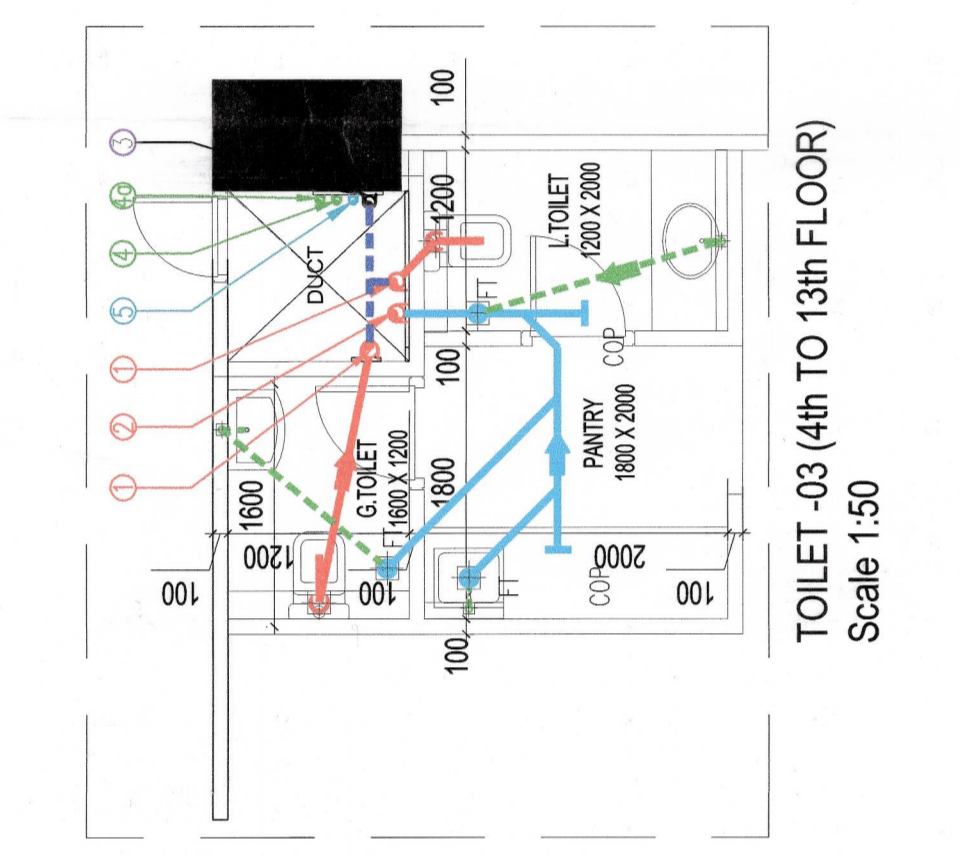 1
2
1
5
4
4a
3
DUCT
G.TOILET
1600 X 1200
L.TOILET
1200 X 2000
PANTRY
1800 X 2000
FT
FT
FT
COP
COP
1600
1200
1800
1200
2000
100
100
100
100
100
100
TOILET -03 (4th TO 13th FLOOR)
Scale 1:50